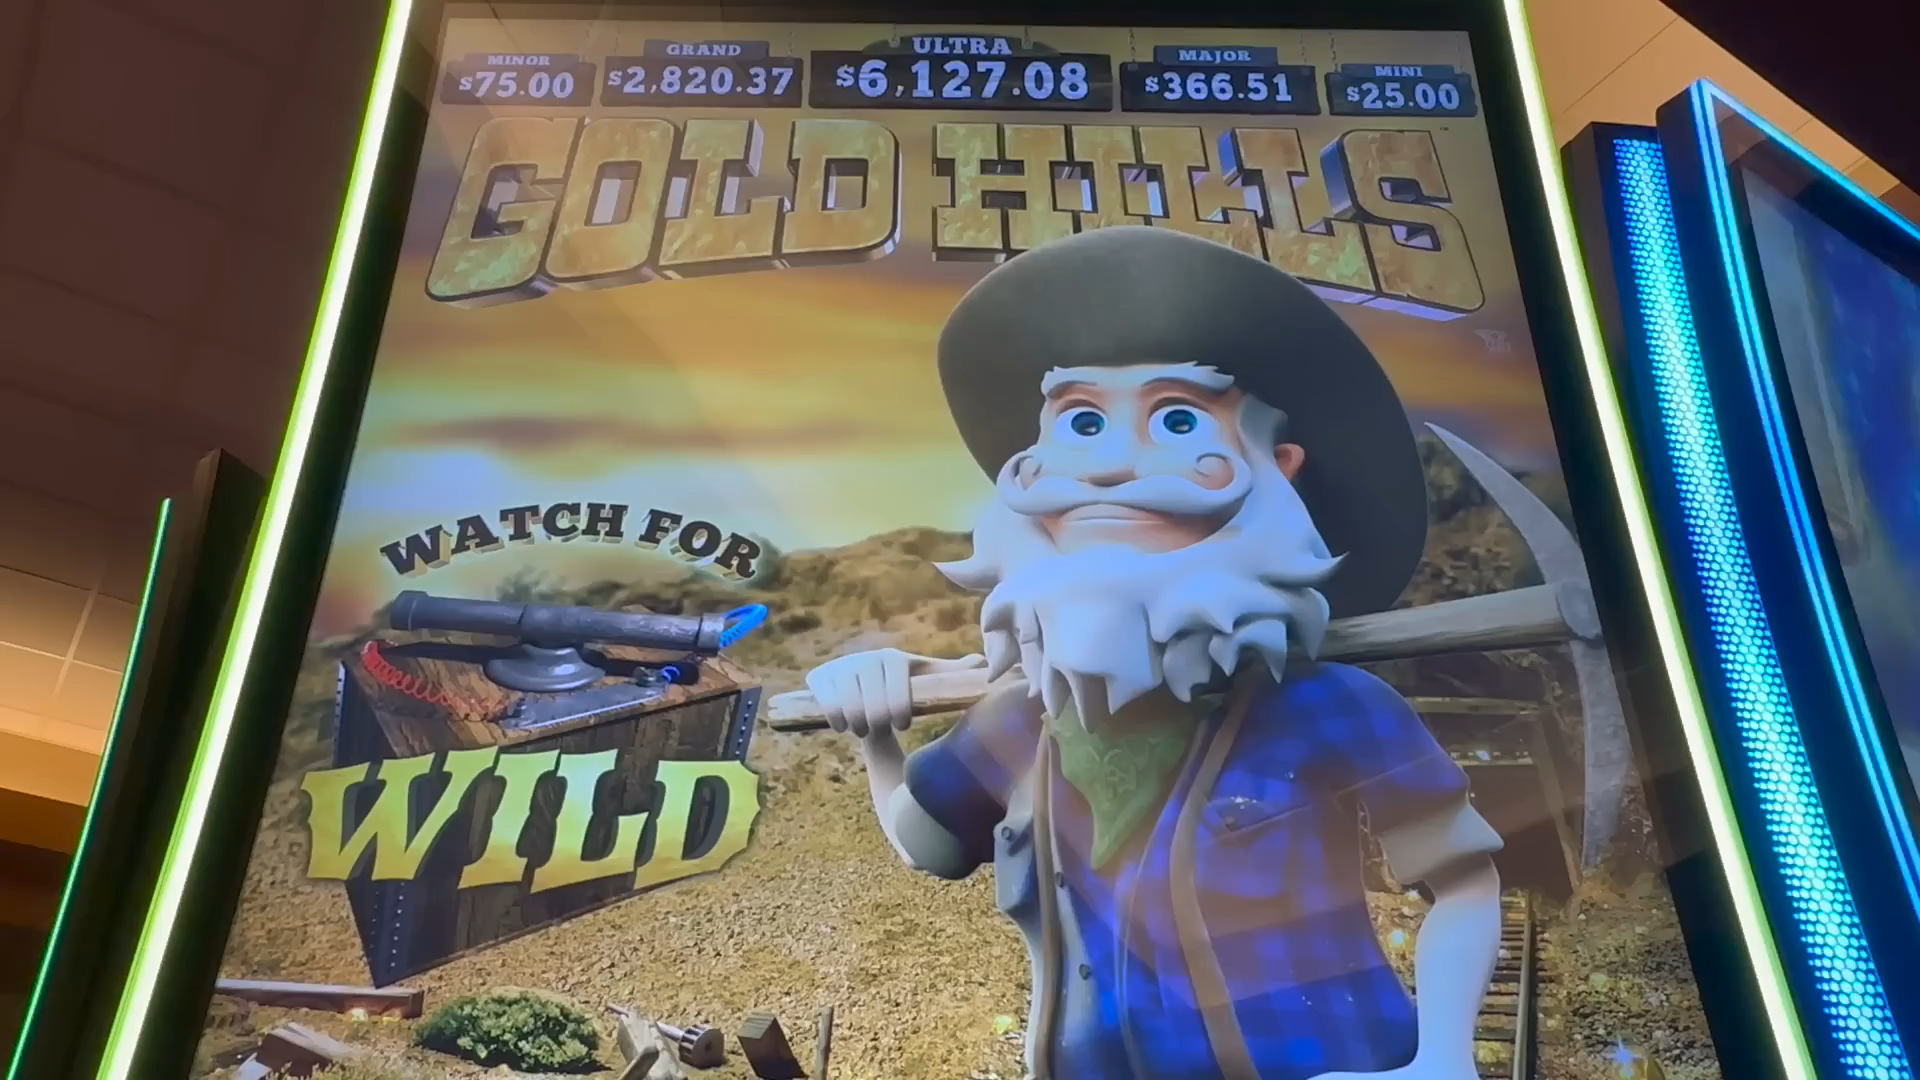 MINOR
$75.00
GRAND
$2,820.37
ULTRA
$6,127.08
MAJOR
$366.51
MINI
$25.00
GOLD HILLS
WATCH FOR
WILD